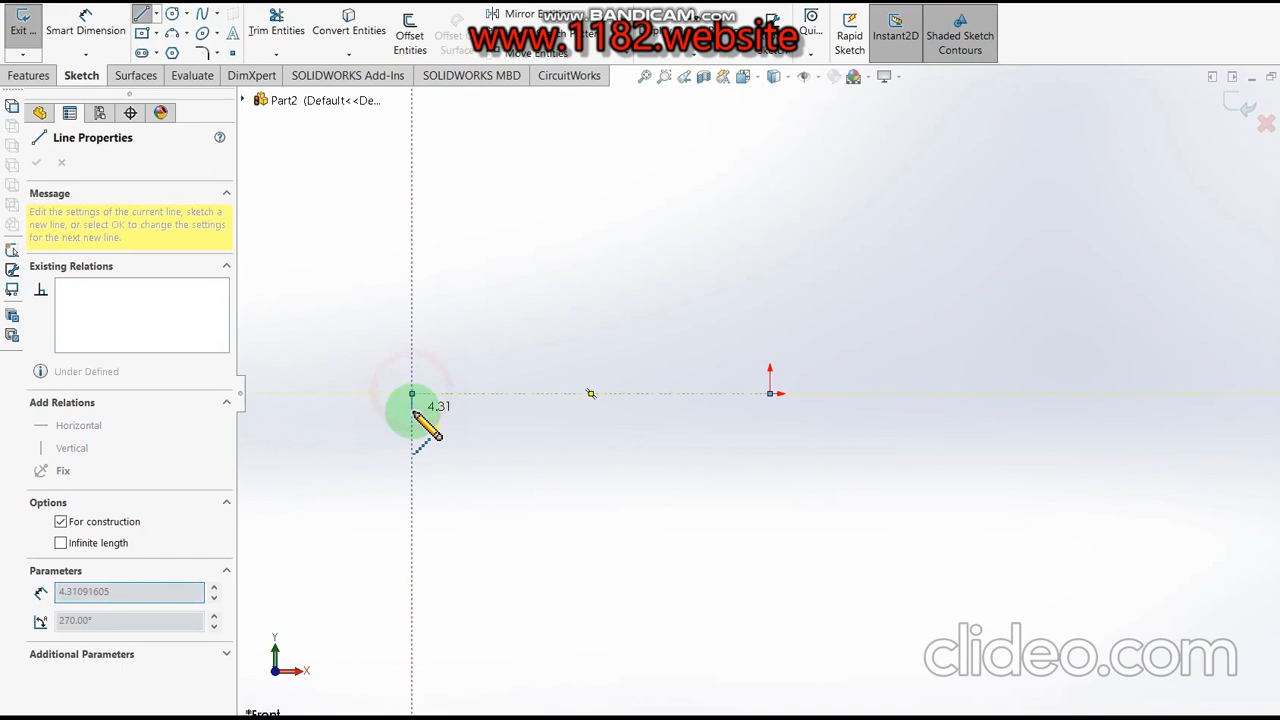 www.BANDICAM.com
www.1182.website
Exit ...
Smart Dimension
Trim Entities
Convert Entities
Offset Entities
Mirror Entities
Move Entities
Rapid Sketch
Instant2D
Shaded Sketch Contours
Features
Sketch
Surfaces
Evaluate
DimXpert
SOLIDWORKS Add-Ins
SOLIDWORKS MBD
CircuitWorks
Part2 (Default<<De...
Line Properties
Message
Edit the settings of the current line, sketch a
new line, or select OK to change the settings
for the next new line.
Existing Relations
Under Defined
Add Relations
Horizontal
Vertical
Fix
Options
For construction
Infinite length
Parameters
4.31091605
270.00°
Additional Parameters
4.31
Y
X
*Front
clideo.com